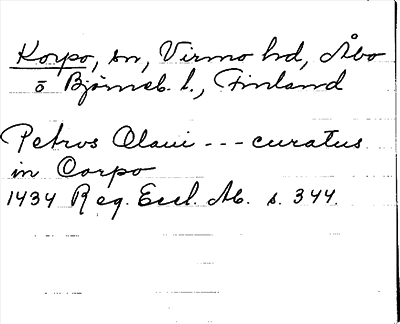 Korpo, sn, Virmo hd, Åbo
o Björneb. l., Finland
Petrus Olaui --- curatus
in Corpo
1434 Reg. Eccl. Ab. s. 344.